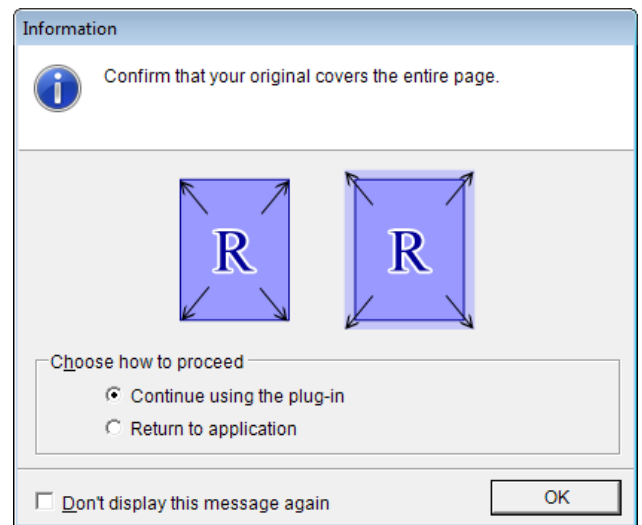 Information
Confirm that your original covers the entire page.
R R
Choose how to proceed
Continue using the plug-in
Return to application
Don't display this message again
OK